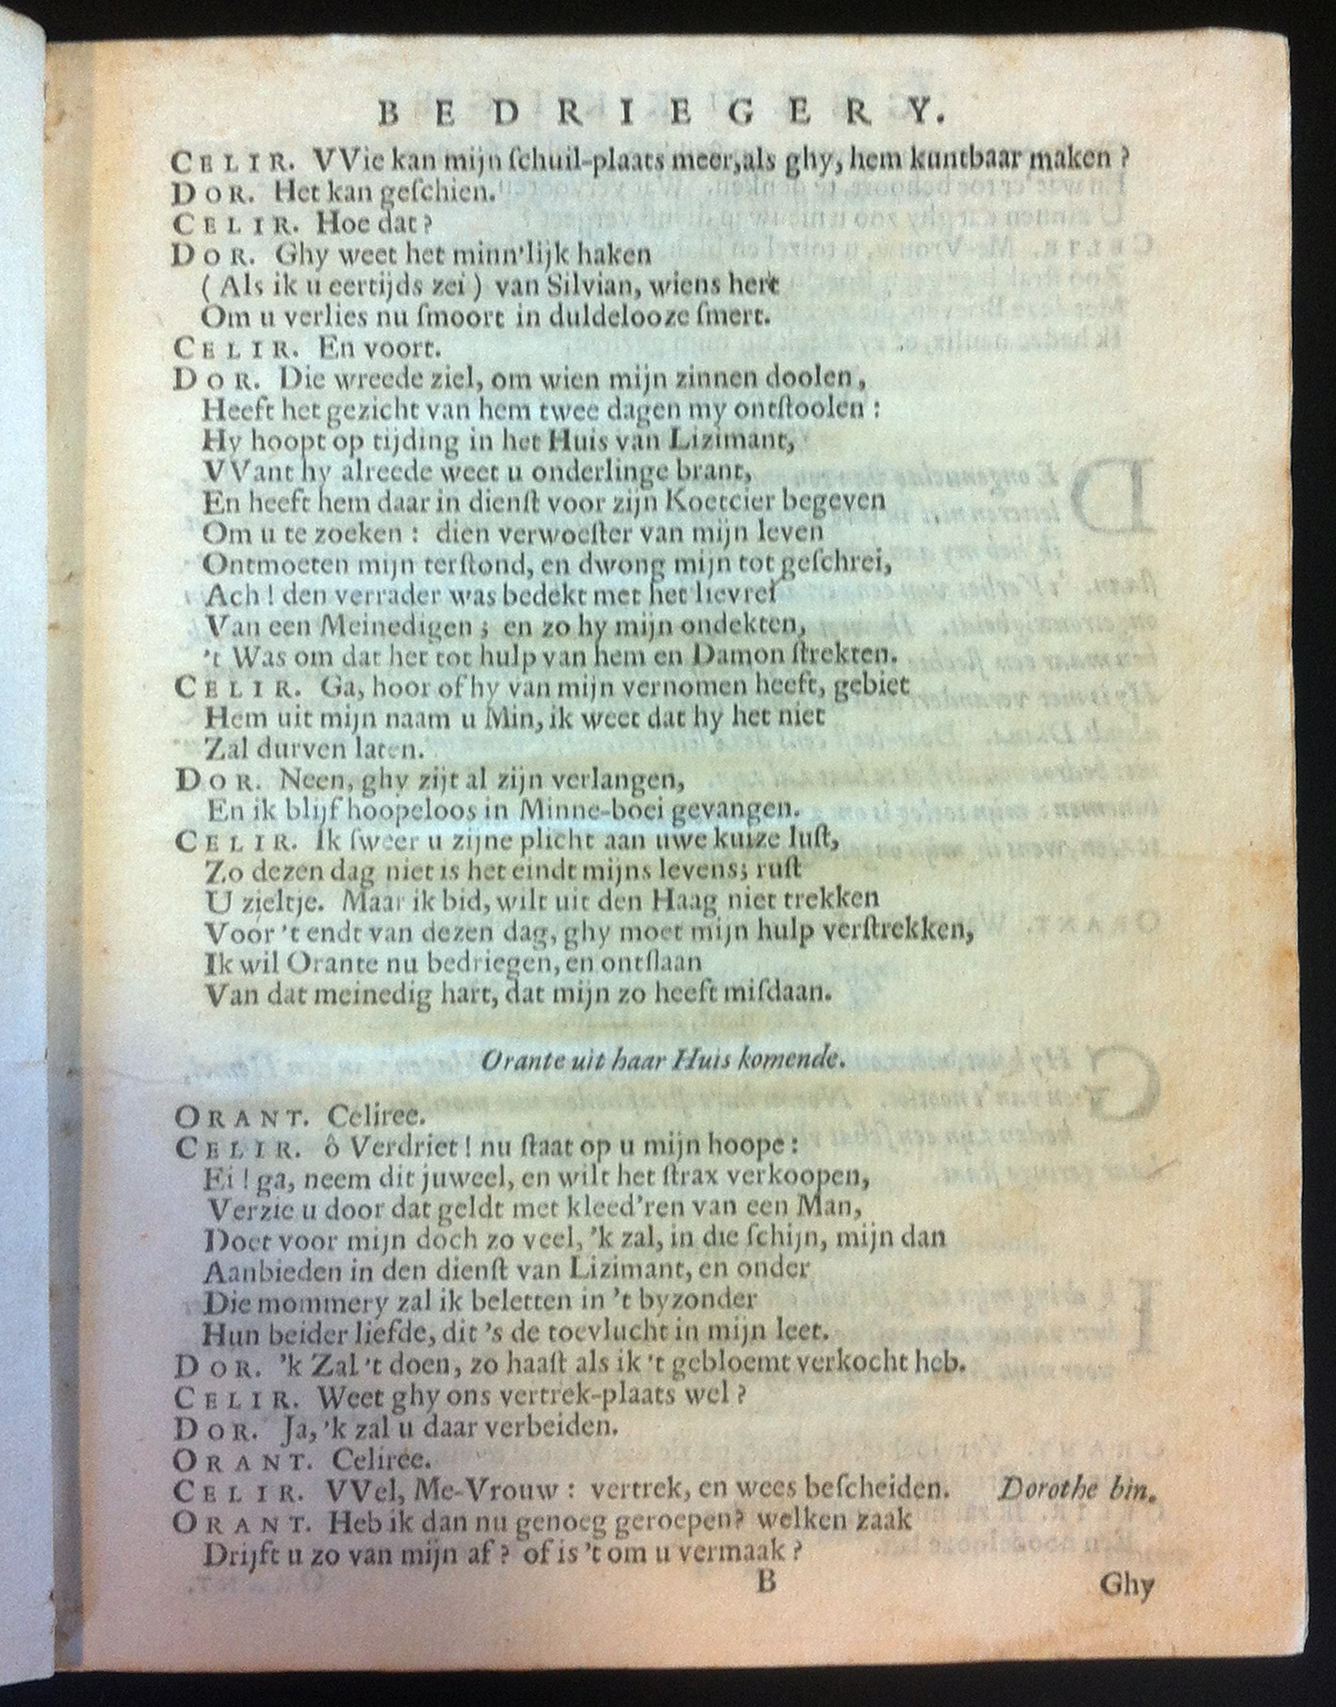 BEDRIEGERY.
CELIR. VVie kan mijn ſchuil-plaats meer,als ghy, hem kuntbaar maken?
DOR. Het kan geſchien.
CELIR. Hoe dat?
DOR. Ghy weet het minn'lijk haken
(Als ik u eertijds zei) van Silvian, wiens hert
Om u verlies nu ſmoort in duldelooze ſmert.
CELIR. En voort.
DOR. Die wreede ziel, om wien mijn zinnen doolen,
Heeft het gezicht van hem twee dagen my ontſtoolen:
Hy hoopt op tijding in het Huis van Lizimant,
VVant hy alreede weet u onderlinge brant,
En heeft hem daar in dienſt voor zijn Koetcier begeven
Om u te zoeken: dien verwoeſter van mijn leven
Ontmoeten mijn terſtond, en dwong mijn tot geſchrei,
Ach! den verrader was bedekt met het lievrei
Van een Meinedigen; en zo hy mijn ondekten,
't Was om dat het tot hulp van hem en Damon ſtrekten.
CELIR. Ga, hoor of hy van mijn vernomen heeft, gebiet
Hem uit mijn naam u Min, ik weet dat hy het niet
Zal durven laten.
DOR. Neen, ghy zijt al zijn verlangen,
En ik blijf hoopeloos in Minne-boei gevangen.
CELIR. Ik ſweer u zijne plicht aan uwe kuize luſt,
Zo dezen dag niet is het eindt mijns levens; ruſt
U zieltje. Maar ik bid, wilt uit den Haag niet trekken
Voor 't endt van dezen dag, ghy moet mijn hulp verſtrekken,
Ik wil Orante nu bedriegen, en ontſlaan
Van dat meinedig hart, dat mijn zo heeft miſdaan.
Orante uit haar Huis komende.
ORANT. Celiree.
CELIR. ô Verdriet! nu ſtaat op u mijn hoope:
Ei! ga, neem dit juweel, en wilt het ſtrax verkoopen,
Verzie u door dat geldt met kleed'ren van een Man,
Doet voor mijn doch zo veel, 'k zal, in die ſchijn, mijn dan
Aanbieden in den dienſt van Lizimant, en onder
Die mommery zal ik beletten in 't byzonder
Hun beider liefde, dit 's de toevlucht in mijn leet.
DOR. 'k Zal 't doen, zo haaſt als ik 't gebloemt verkocht heb.
CELIR. Weet ghy ons vertrek-plaats wel?
DOR. Ja, 'k zal u daar verbeiden.
ORANT. Celiree.
CELIR. VVel, Me-Vrouw: vertrek, en wees beſcheiden. Dorothe bin.
ORANT. Heb ik dan nu genoeg geroepen? welken zaak
Drijft u zo van mijn af? of is 't om u vermaak?
B Ghy